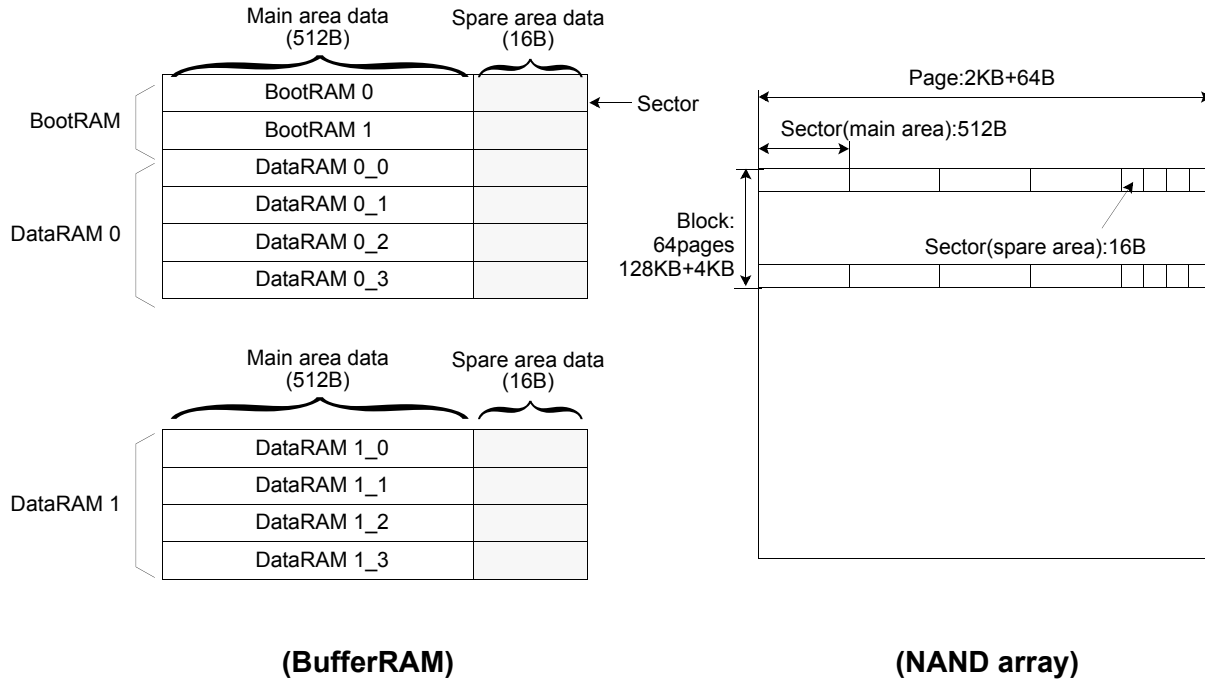 Main area data
(512B)
Spare area data
(16B)
BootRAM
BootRAM 0
BootRAM 1
Sector
DataRAM 0
DataRAM 0_0
DataRAM 0_1
DataRAM 0_2
DataRAM 0_3
Main area data
(512B)
Spare area data
(16B)
DataRAM 1
DataRAM 1_0
DataRAM 1_1
DataRAM 1_2
DataRAM 1_3
(BufferRAM)
Page:2KB+64B
Sector(main area):512B
Block:
64pages
128KB+4KB
Sector(spare area):16B
(NAND array)